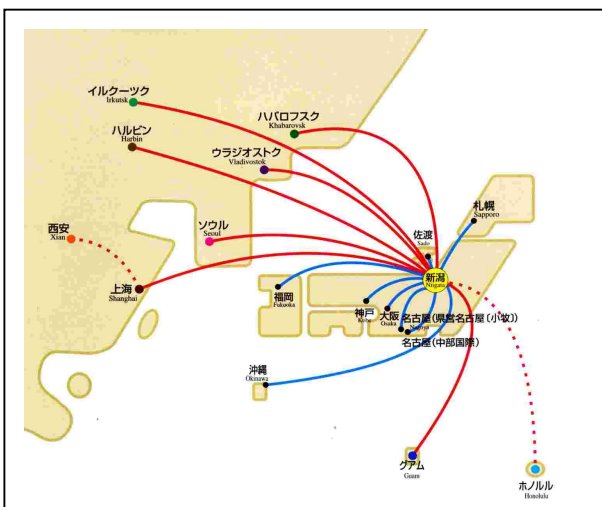 イルクーツク
Irkutsk
ハバロフスク
Khabarovsk
ハルビン
Harbin
ウラジオストク
Vladivostok
札幌
Sapporo
西安
Xian
ソウル
Seoul
佐渡
Sado
新潟
Niigata
上海
Shanghai
福岡
Fukuoka
神戸
Kobe
大阪
Osaka
名古屋(県営名古屋〔小牧〕)
Nagoya
名古屋(中部国際)
沖縄
Okinawa
グアム
Guam
ホノルル
Honolulu